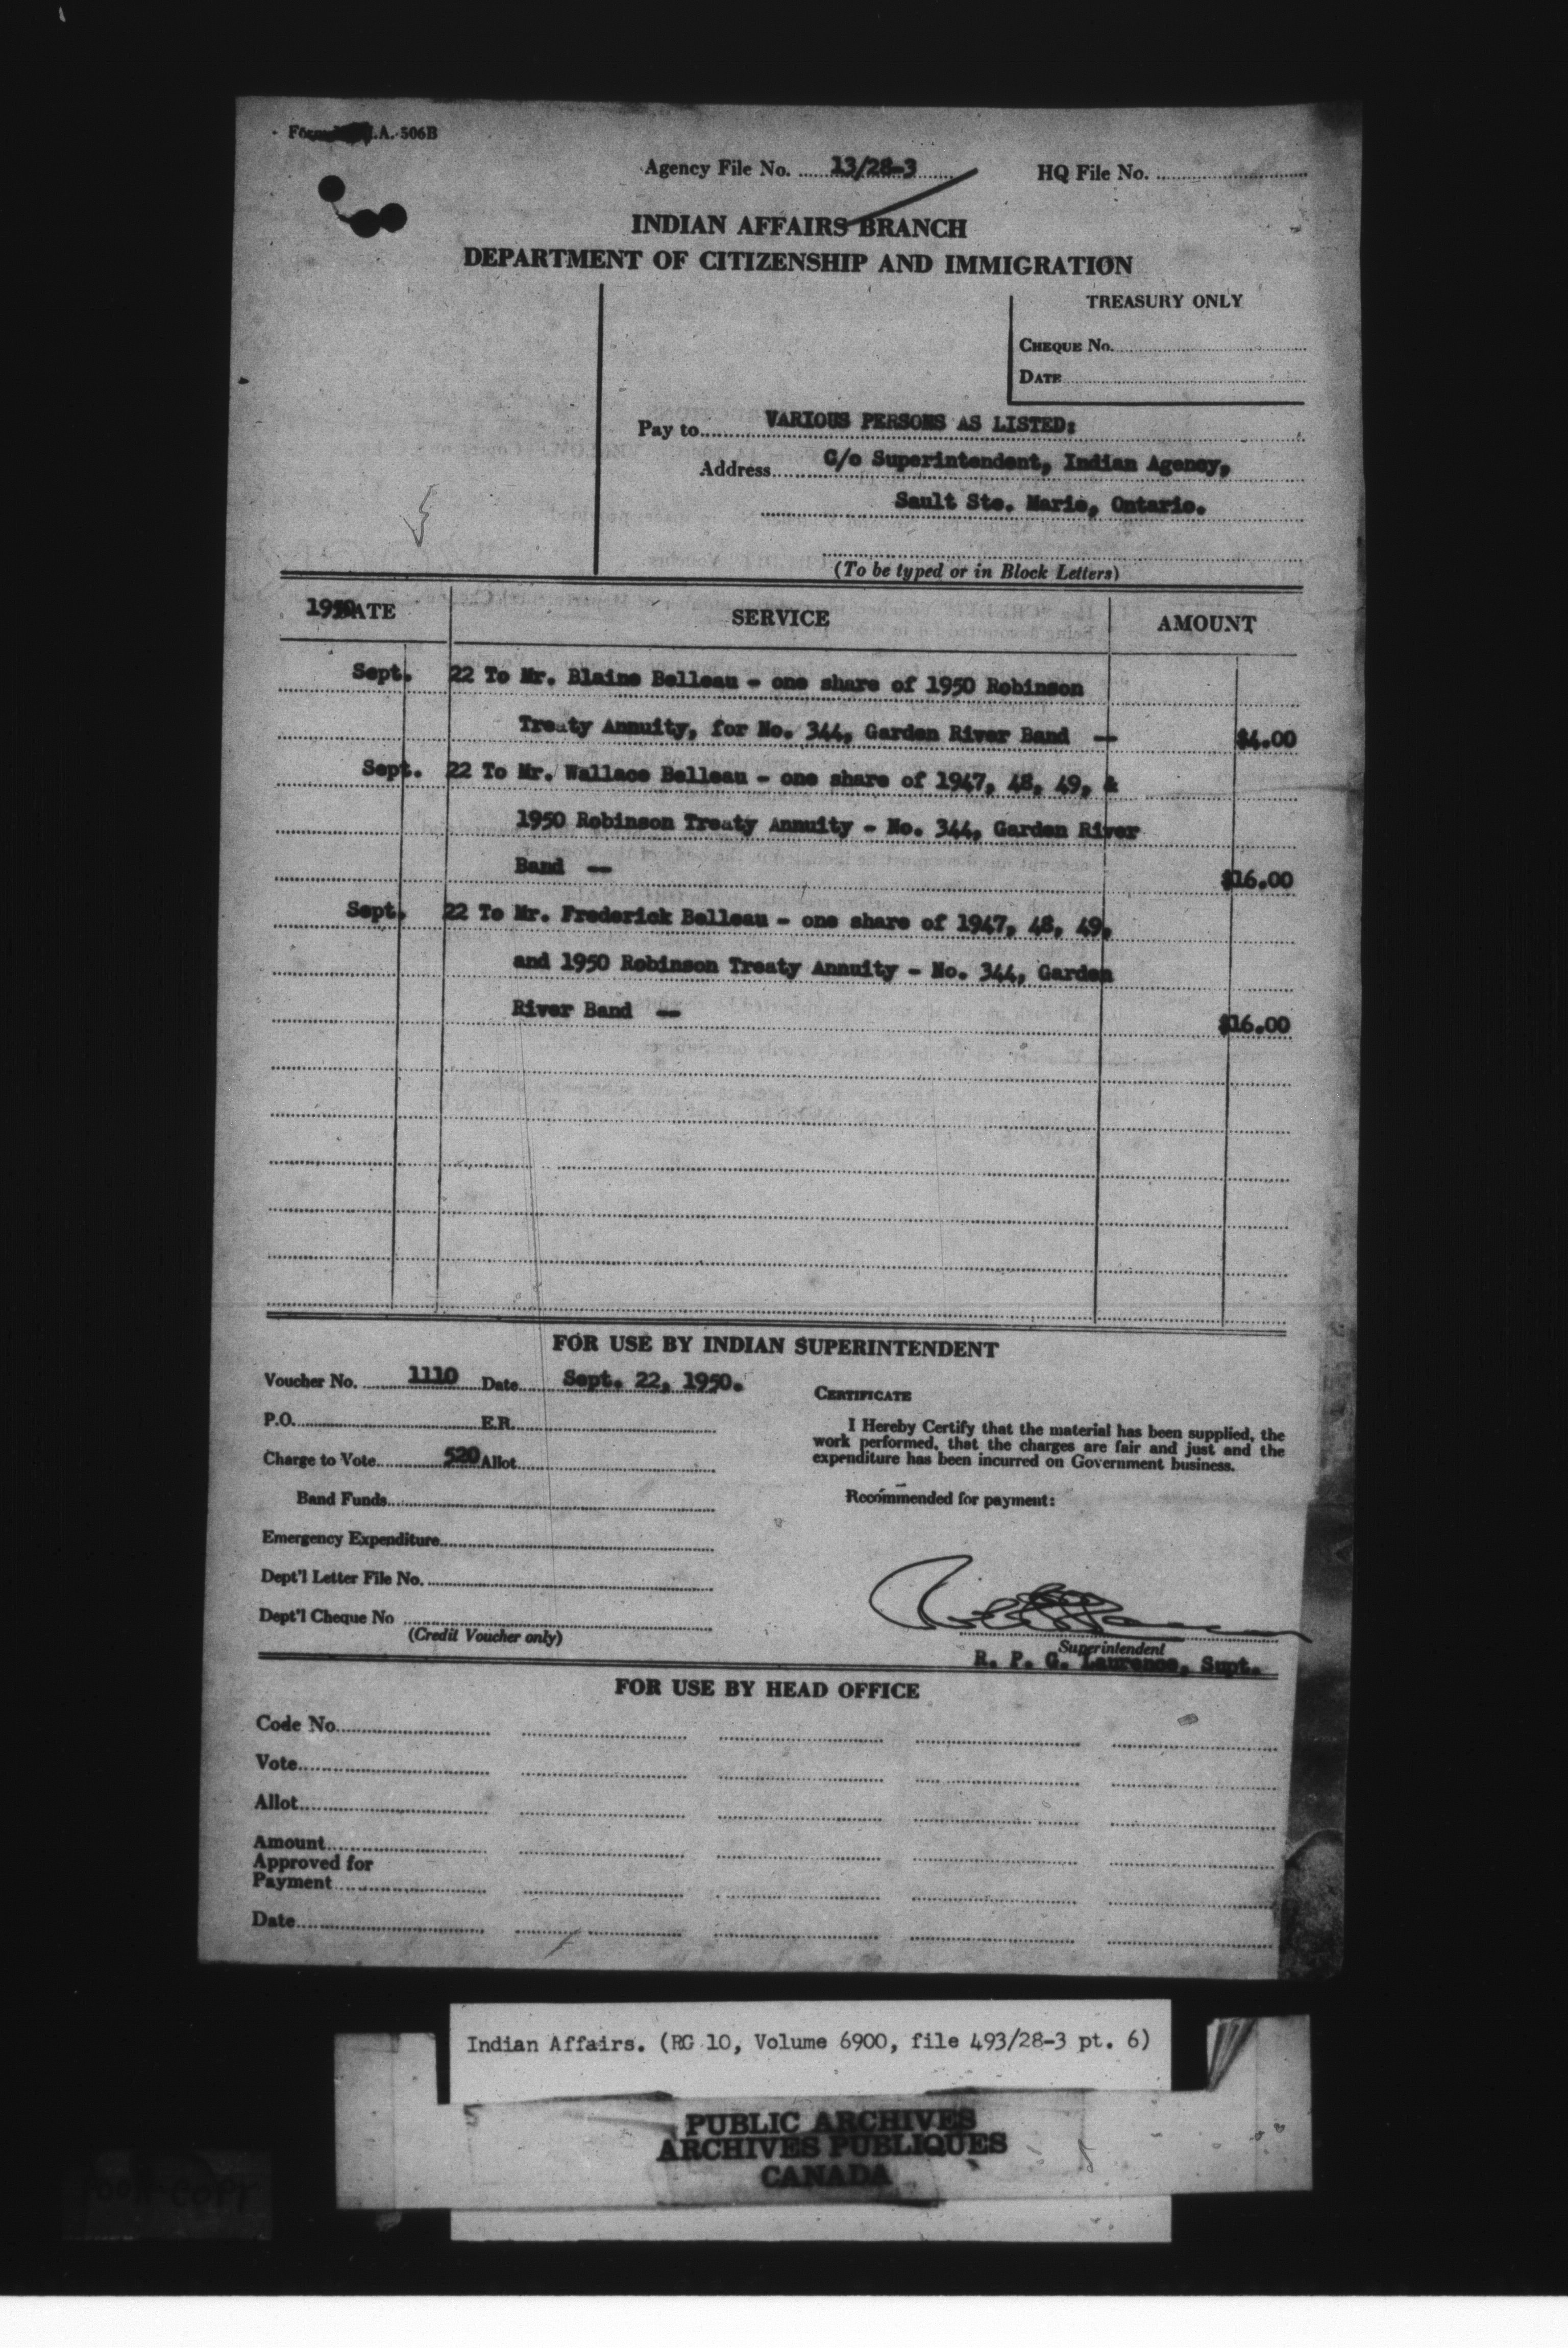 I.A. 506B
Agency File No. 13/28-3 HQ File No.
INDIAN AFFAIRS BRANCH
DEPARTMENT OF CITIZENSHIP AND IMMIGRATION
TREASURY ONLY
CHEQUE No.
DATE
Pay to VARIOUS PERSONS AS LISTED:
Address C/o Superintendent, Indian Agency,
Sault Ste. Marie, Ontario.
(To be typed or in Block Letters)
1950 DATE SERVICE AMOUNT
Sept. 22 To Mr. Blaine Belleau - one share of 1950 Robinson
Treaty Annuity, for No. 344, Garden River Band -- $4.00
Sept. 22 To Mr. Wallace Belleau - one share of 1947, 48, 49, &
1950 Robinson Treaty Annuity - No. 344, Garden River
Band -- $16.00
Sept. 22 To Mr. Frederick Belleau - one share of 1947, 48, 49,
and 1950 Robinson Treaty Annuity - No. 344, Garden
River Band -- $16.00
FOR USE BY INDIAN SUPERINTENDENT
Voucher No. 1110 Date Sept. 22, 1950.
P.O. E.R.
Charge to Vote 520 Allot.
Band Funds
Emergency Expenditure
Dept'l Letter File No.
Dept'l Cheque No
(Credit Voucher only)
CERTIFICATE
I Hereby Certify that the material has been supplied, the
work performed, that the charges are fair and just and the
expenditure has been incurred on Government business.
Recommended for payment:
Superintendent
R. P. G. Laurence, Supt.
FOR USE BY HEAD OFFICE
Code No.
Vote
Allot.
Amount
Approved for
Payment
Date
Indian Affairs. (RG 10, Volume 6900, file 493/28-3 pt. 6)
PUBLIC ARCHIVES
ARCHIVES PUBLIQUES
CANADA
POOR COPY